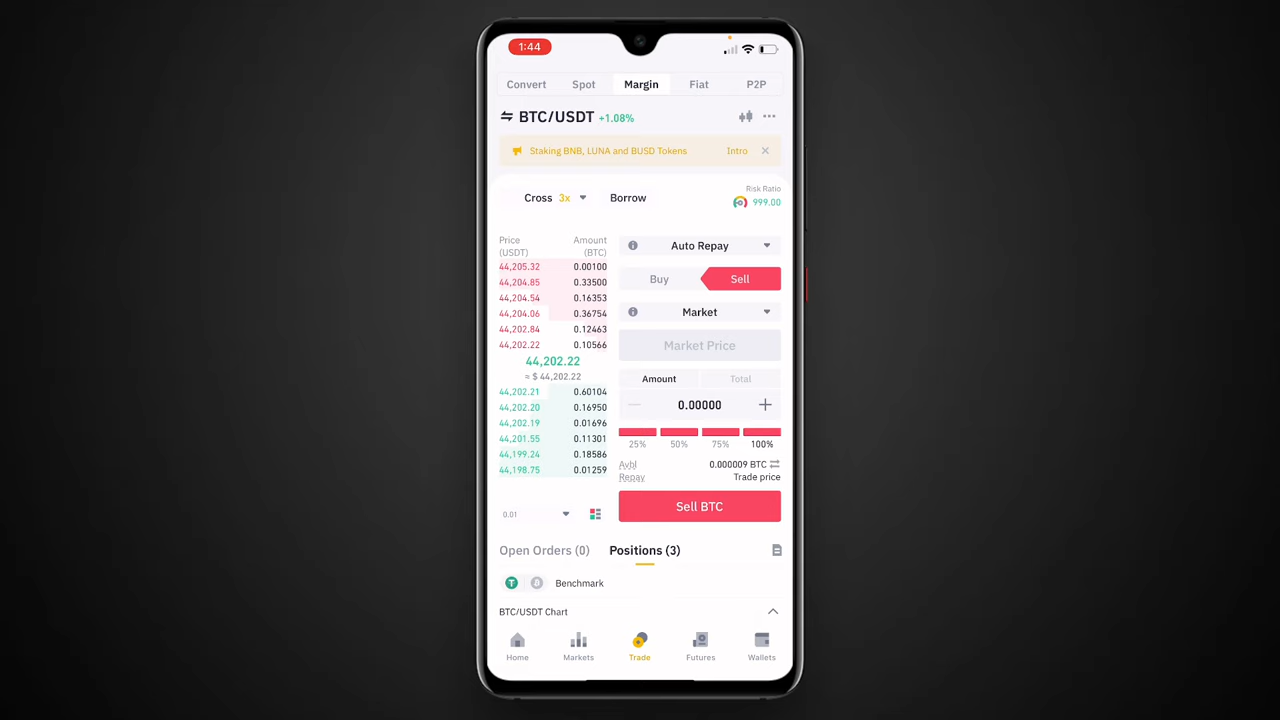 1:44
Convert Spot Margin Fiat P2P
BTC/USDT +1.08%
Staking BNB, LUNA and BUSD Tokens Intro
Cross 3x Borrow
Risk Ratio
999.00
Price (USDT) Amount (BTC)
Auto Repay
44,205.32 0.00100
44,204.85 0.33500
44,204.54 0.16353
44,204.06 0.36754
44,202.84 0.12463
44,202.22 0.10566
44,202.22
≈ $ 44,202.22
44,202.21 0.60104
44,202.20 0.16950
44,202.19 0.01696
44,201.55 0.11301
44,199.24 0.18586
44,198.75 0.01259
0.01
Buy Sell
Market
Market Price
Amount Total
0.00000
25% 50% 75% 100%
Avbl 0.000009 BTC
Repay Trade price
Sell BTC
Open Orders (0) Positions (3)
Benchmark
BTC/USDT Chart
Home Markets Trade Futures Wallets